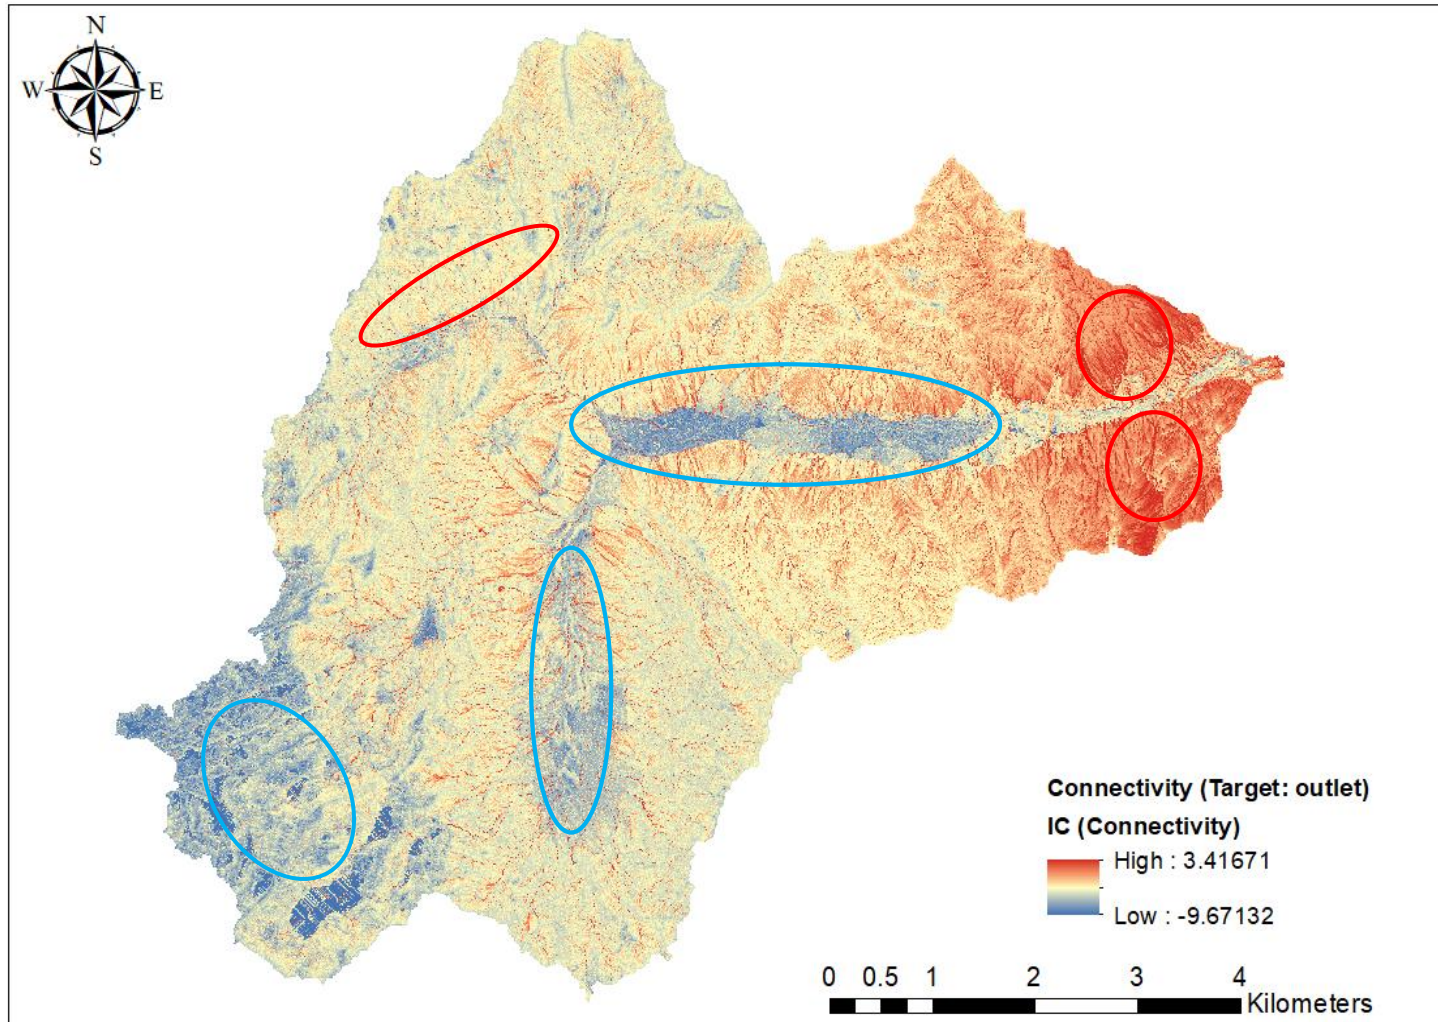 N
W E
S
Connectivity (Target: outlet)
IC (Connectivity)
High : 3.41671
Low : -9.67132
0 0.5 1 2 3 4
Kilometers